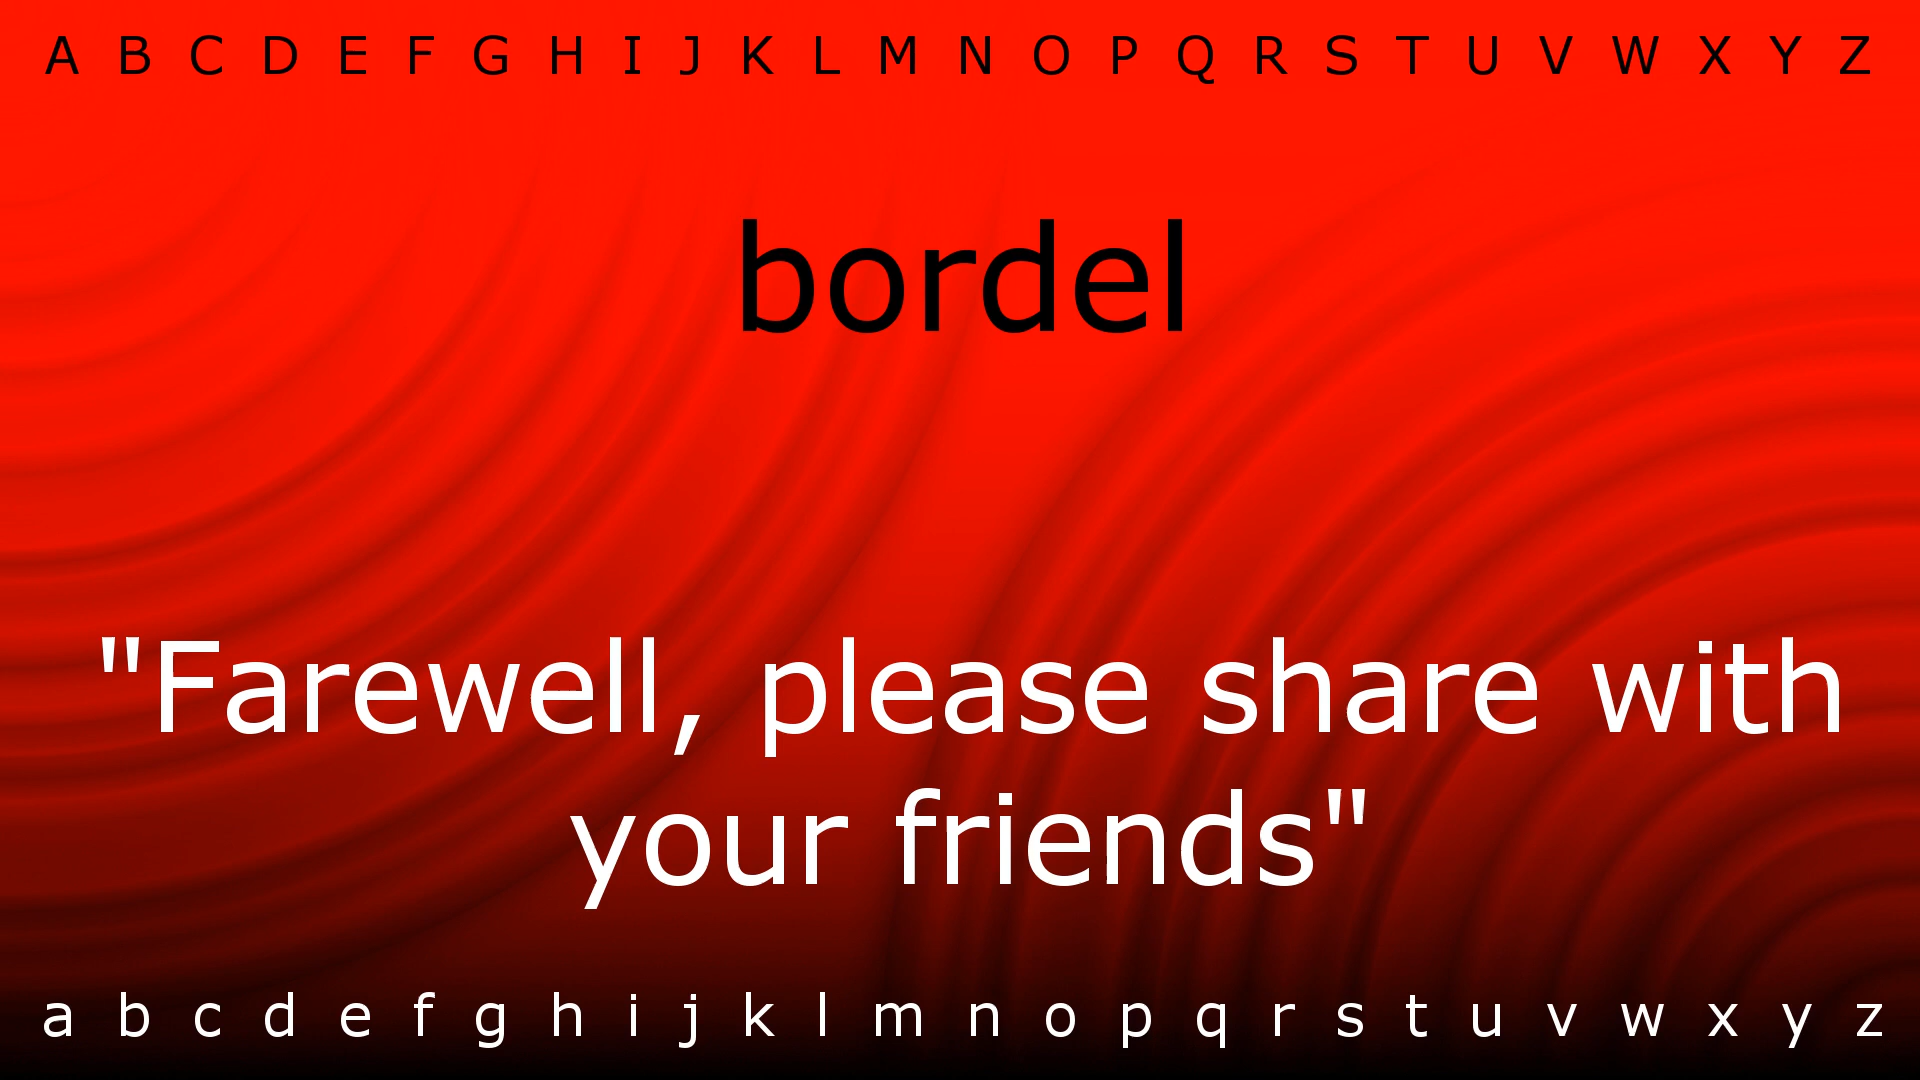 A B C D E F G H I J K L M N O P Q R S T U V W X Y Z
bordel
"Farewell, please share with
your friends"
a b c d e f g h i j k l m n o p q r s t u v w x y z